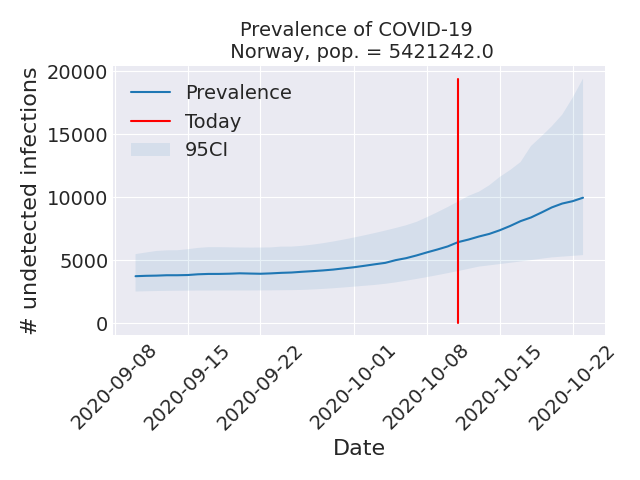 Prevalence of COVID-19
Norway, pop. = 5421242.0
# undetected infections
20000
15000
10000
5000
0
Prevalence
Today
95CI
2020-09-08
2020-09-15
2020-09-22
2020-10-01
2020-10-08
2020-10-15
2020-10-22
Date